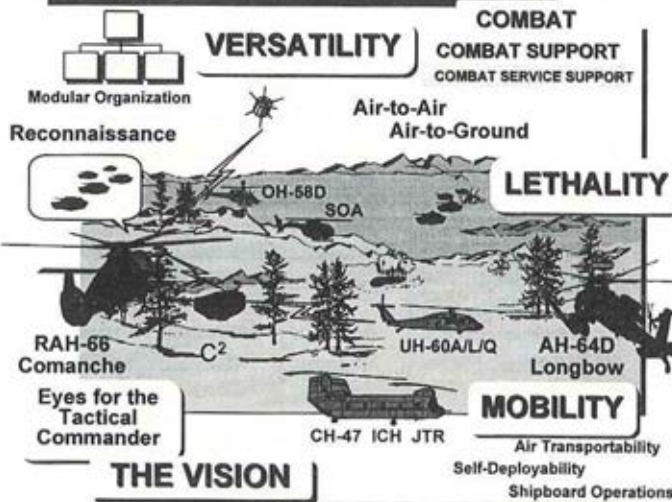 COMBAT
VERSATILITY
COMBAT SUPPORT
COMBAT SERVICE SUPPORT
Modular Organization
Air-to-Air
Air-to-Ground
Reconnaissance
OH-58D
LETHALITY
SOA
RAH-66
Comanche
C²
UH-60A/L/Q
AH-64D
Longbow
Eyes for the
Tactical
Commander
MOBILITY
CH-47 ICH JTR
Air Transportability
Self-Deployability
THE VISION
Shipboard Operations